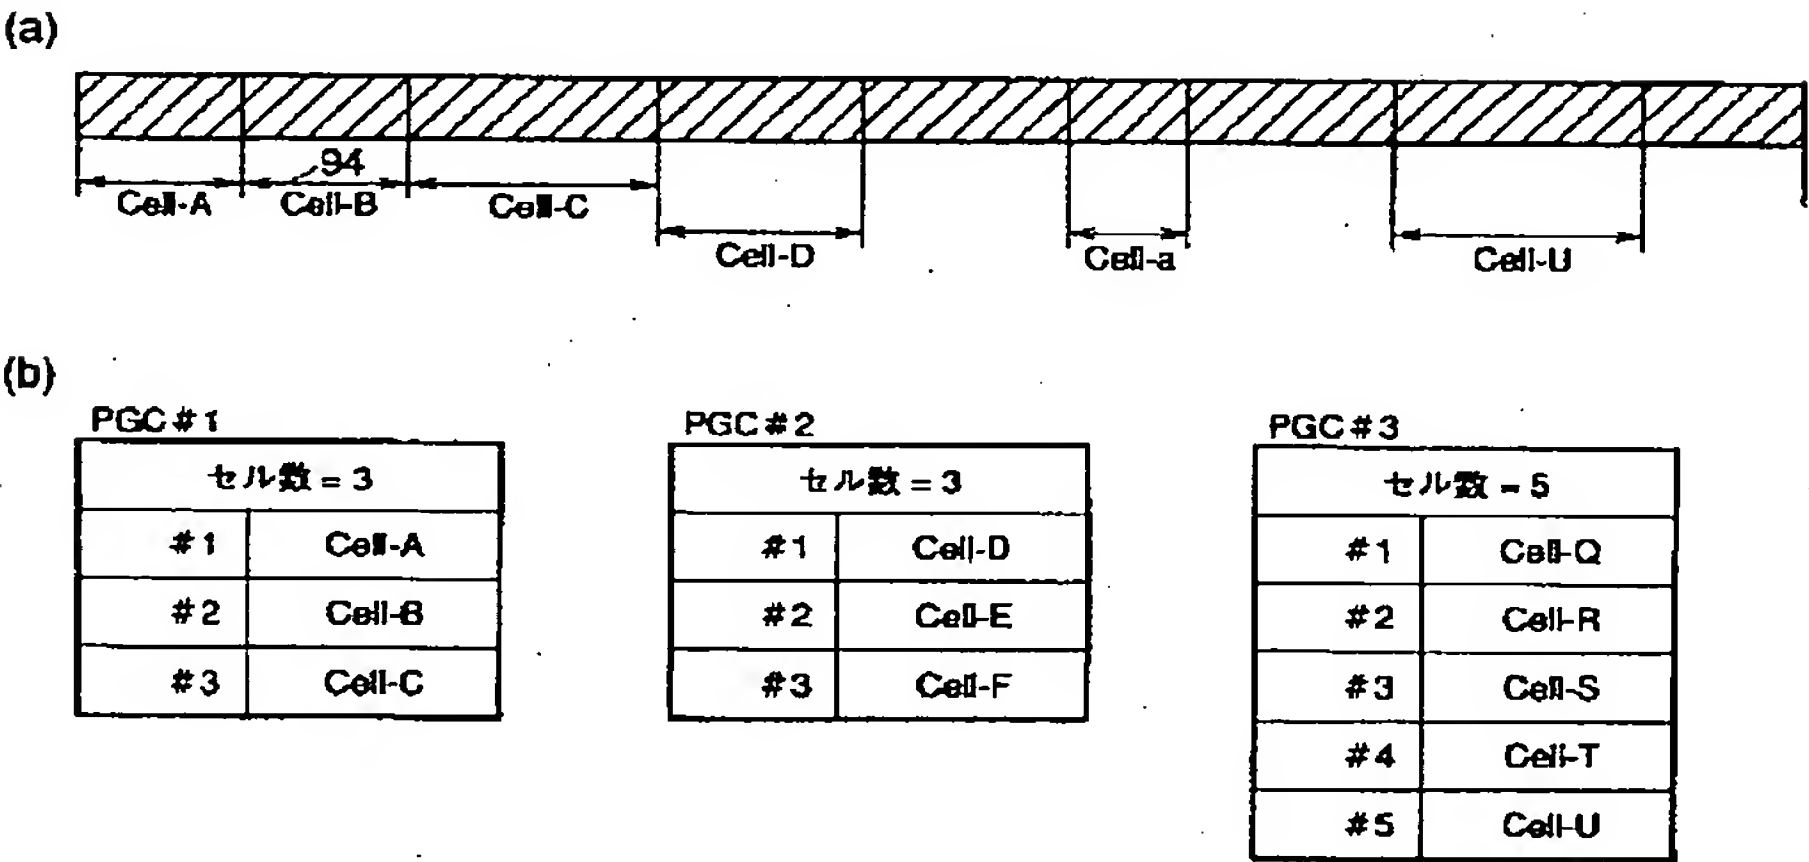 (a)
94
Cell-A Cell-B Cell-C
Cell-D Cell-a Cell-U
(b)
PGC#1
セル数 = 3
#1 Cell-A
#2 Cell-B
#3 Cell-C
PGC#2
セル数 = 3
#1 Cell-D
#2 Cell-E
#3 Cell-F
PGC#3
セル数 = 5
#1 Cell-Q
#2 Cell-R
#3 Cell-S
#4 Cell-T
#5 Cell-U